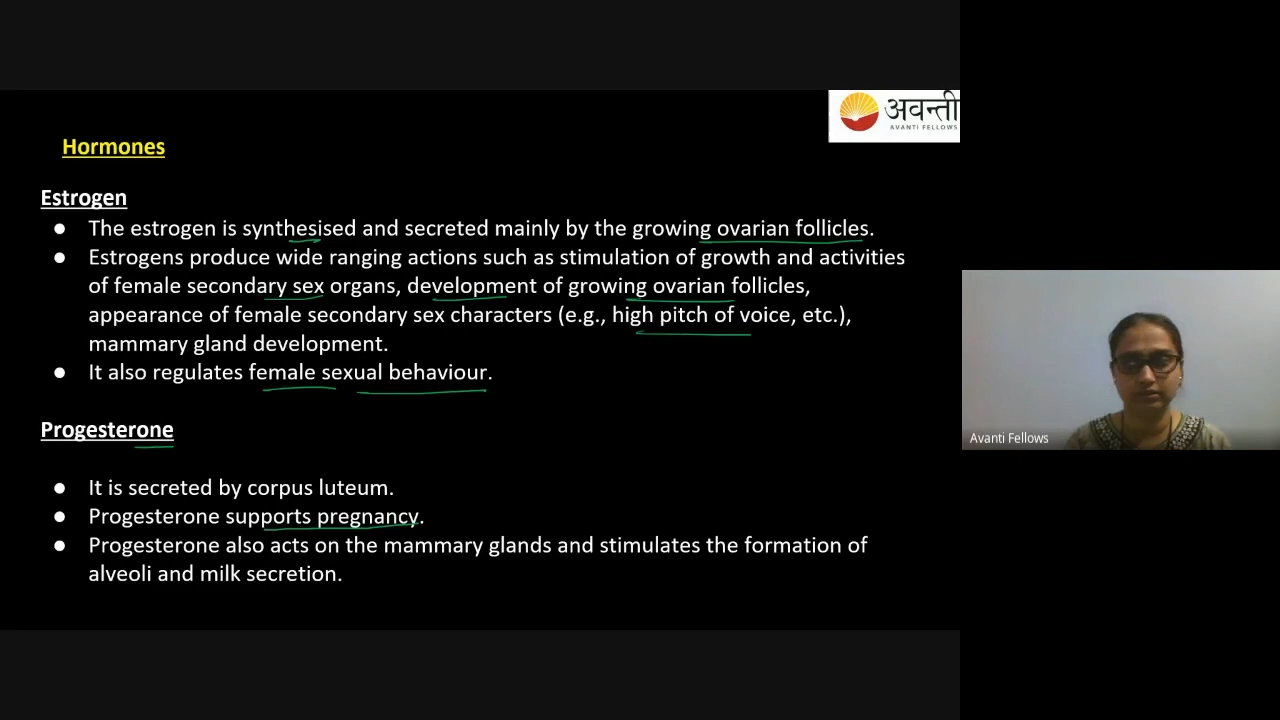 अवन्ती
AVANTI FELLOWS
Hormones
Estrogen
● The estrogen is synthesised and secreted mainly by the growing ovarian follicles.
● Estrogens produce wide ranging actions such as stimulation of growth and activities
of female secondary sex organs, development of growing ovarian follicles,
appearance of female secondary sex characters (e.g., high pitch of voice, etc.),
mammary gland development.
● It also regulates female sexual behaviour.
Progesterone
● It is secreted by corpus luteum.
● Progesterone supports pregnancy.
● Progesterone also acts on the mammary glands and stimulates the formation of
alveoli and milk secretion.
Avanti Fellows